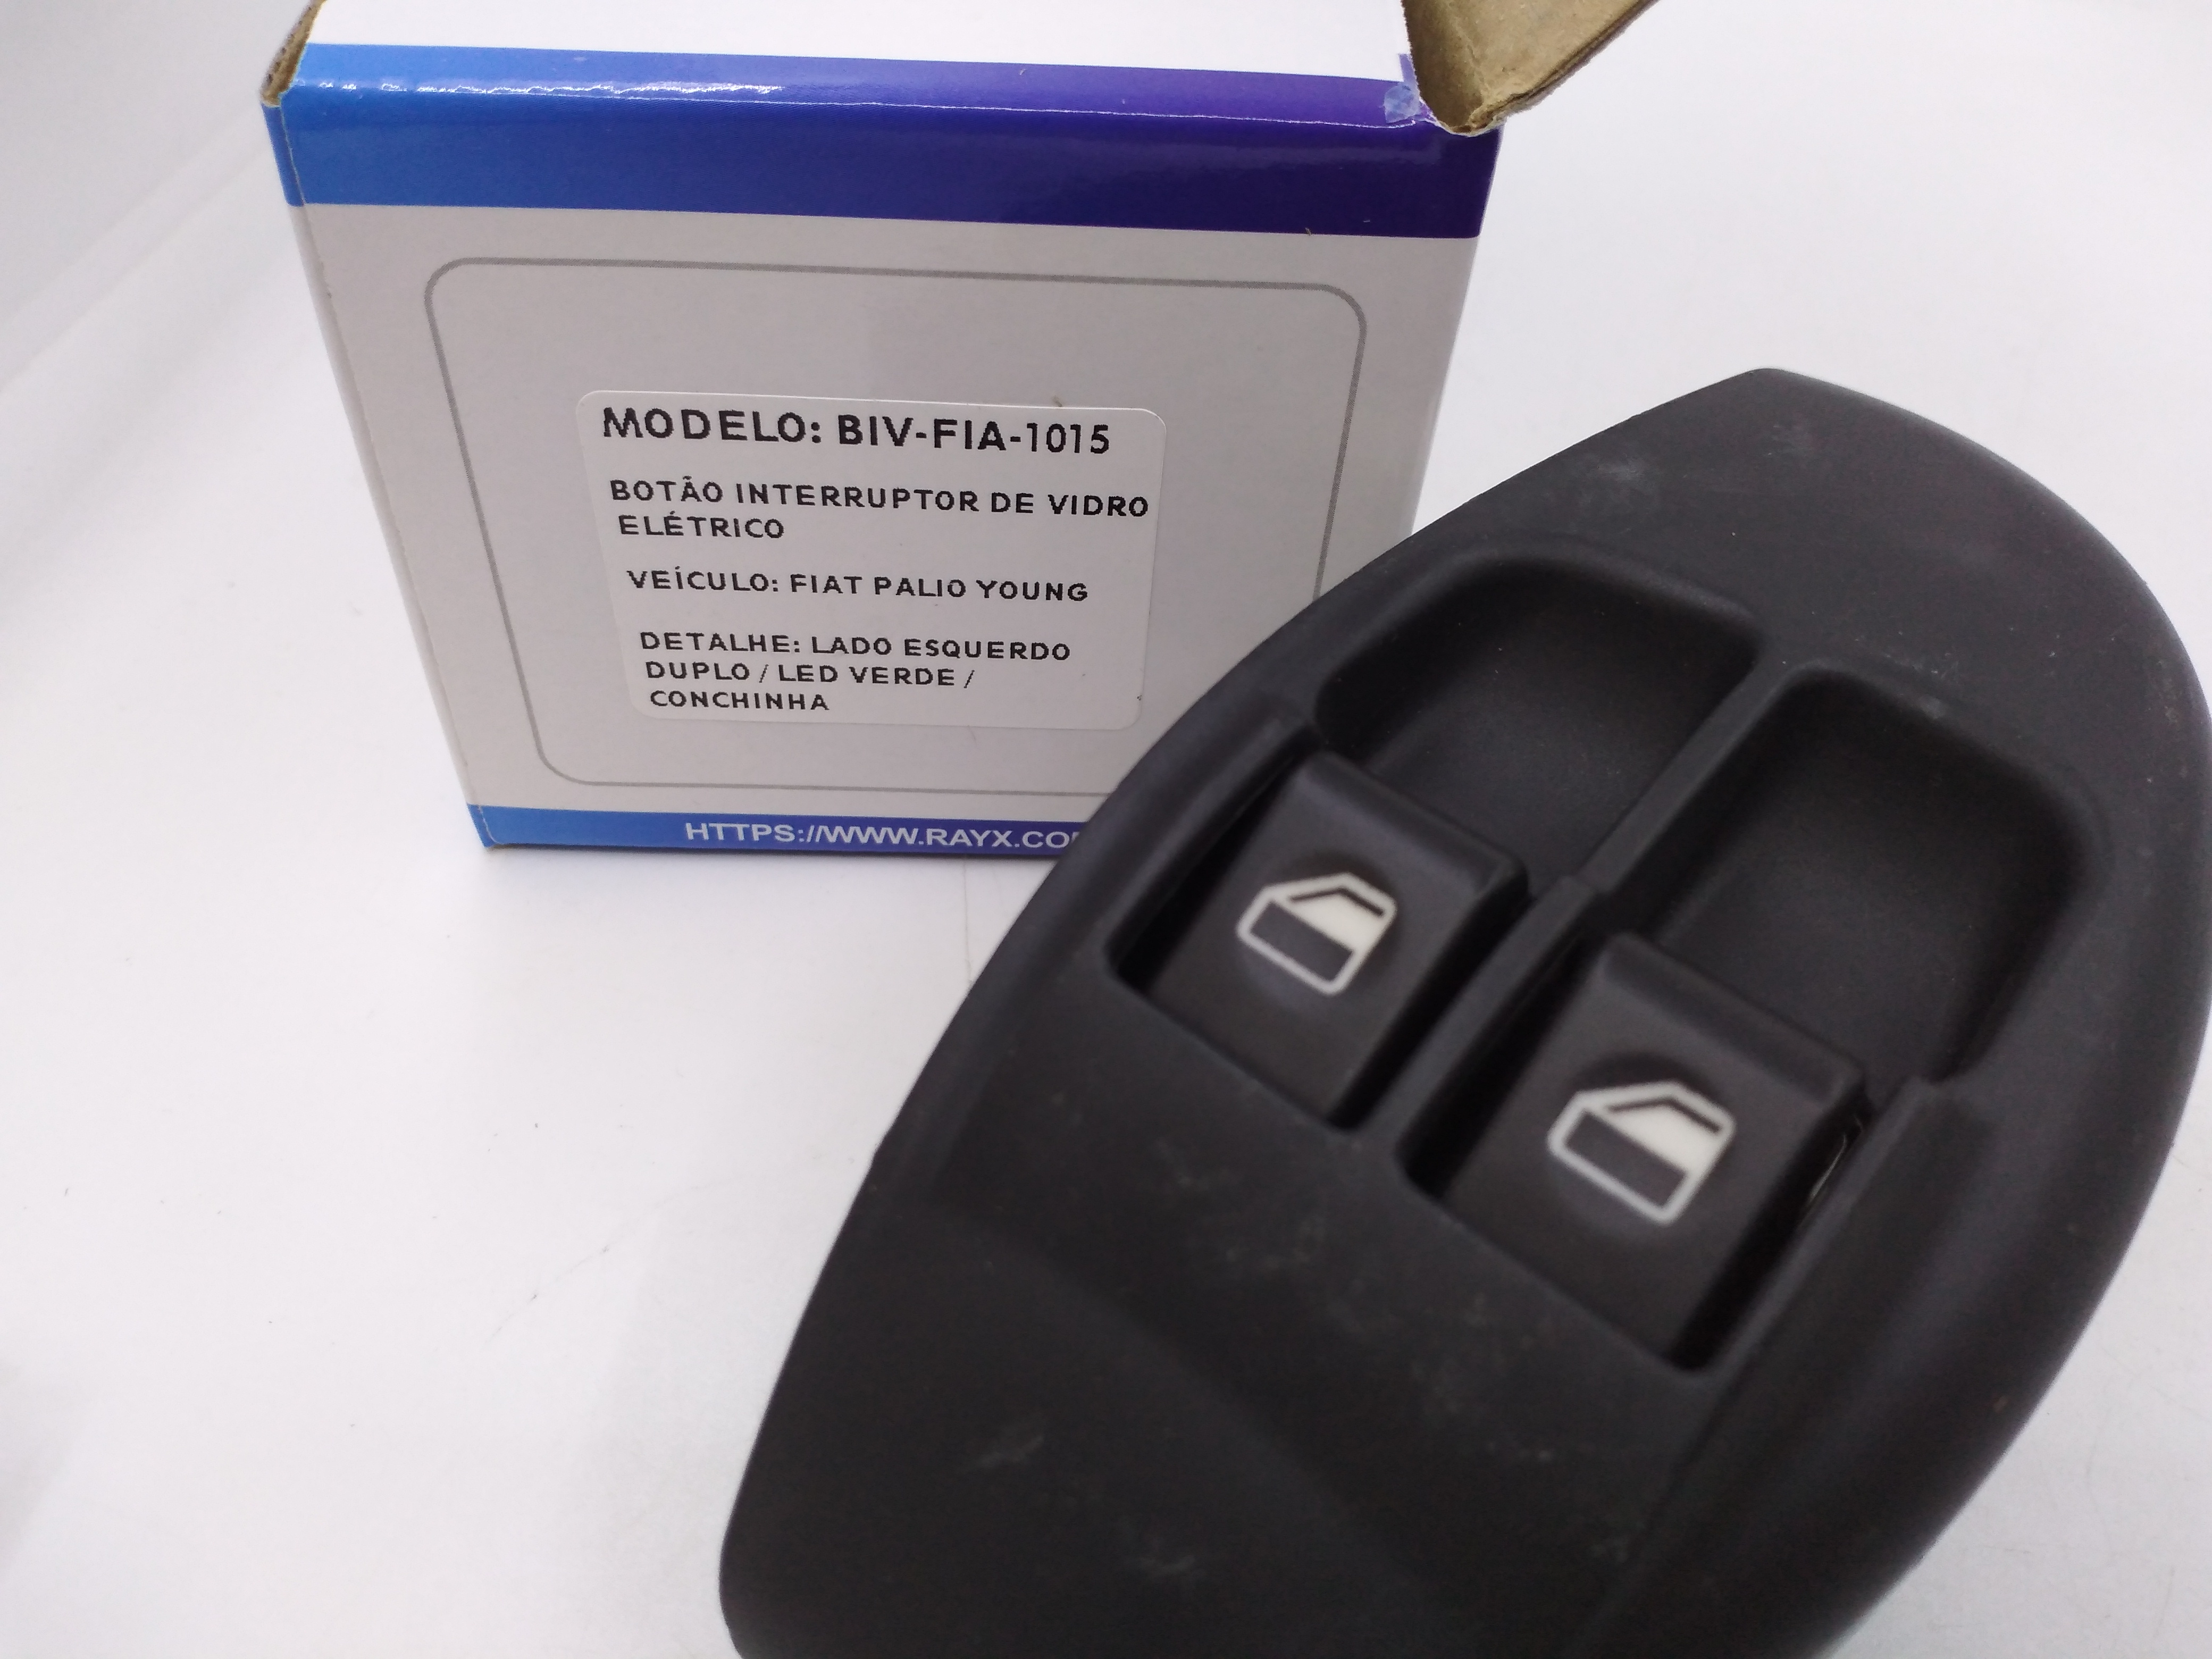 MODELO: BIV-FIA-1015
BOTÃO INTERRUPTOR DE VIDRO
ELÉTRICO
VEÍCULO: FIAT PALIO YOUNG
DETALHE: LADO ESQUERDO
DUPLO / LED VERDE /
CONCHINHA
HTTPS://WWW.RAYX.CO